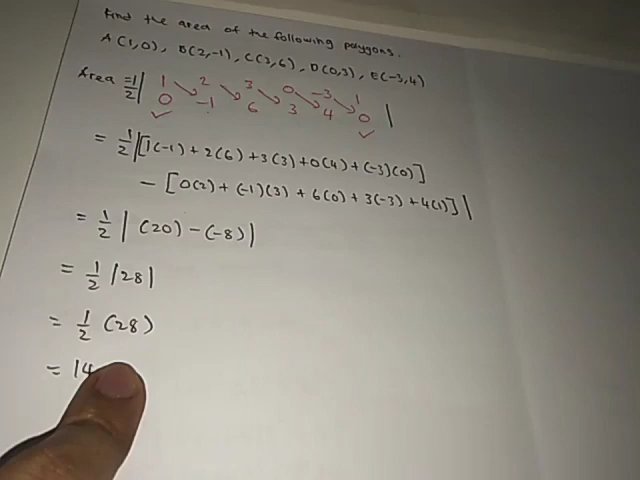 Find the area of the following polygons.
A(1,0), B(2,-1), C(3,6), D(0,3), E(-3,4)
Area = 1/2 | 1 2 3 0 -3 1
0 -1 6 3 4 0 |
= 1/2 |[1(-1) + 2(6) + 3(3) + 0(4) + (-3)(0)]
- [0(2) + (-1)(3) + 6(0) + 3(-3) + 4(1)]|
= 1/2 | (20) - (-8)|
= 1/2 |28|
= 1/2 (28)
= 14